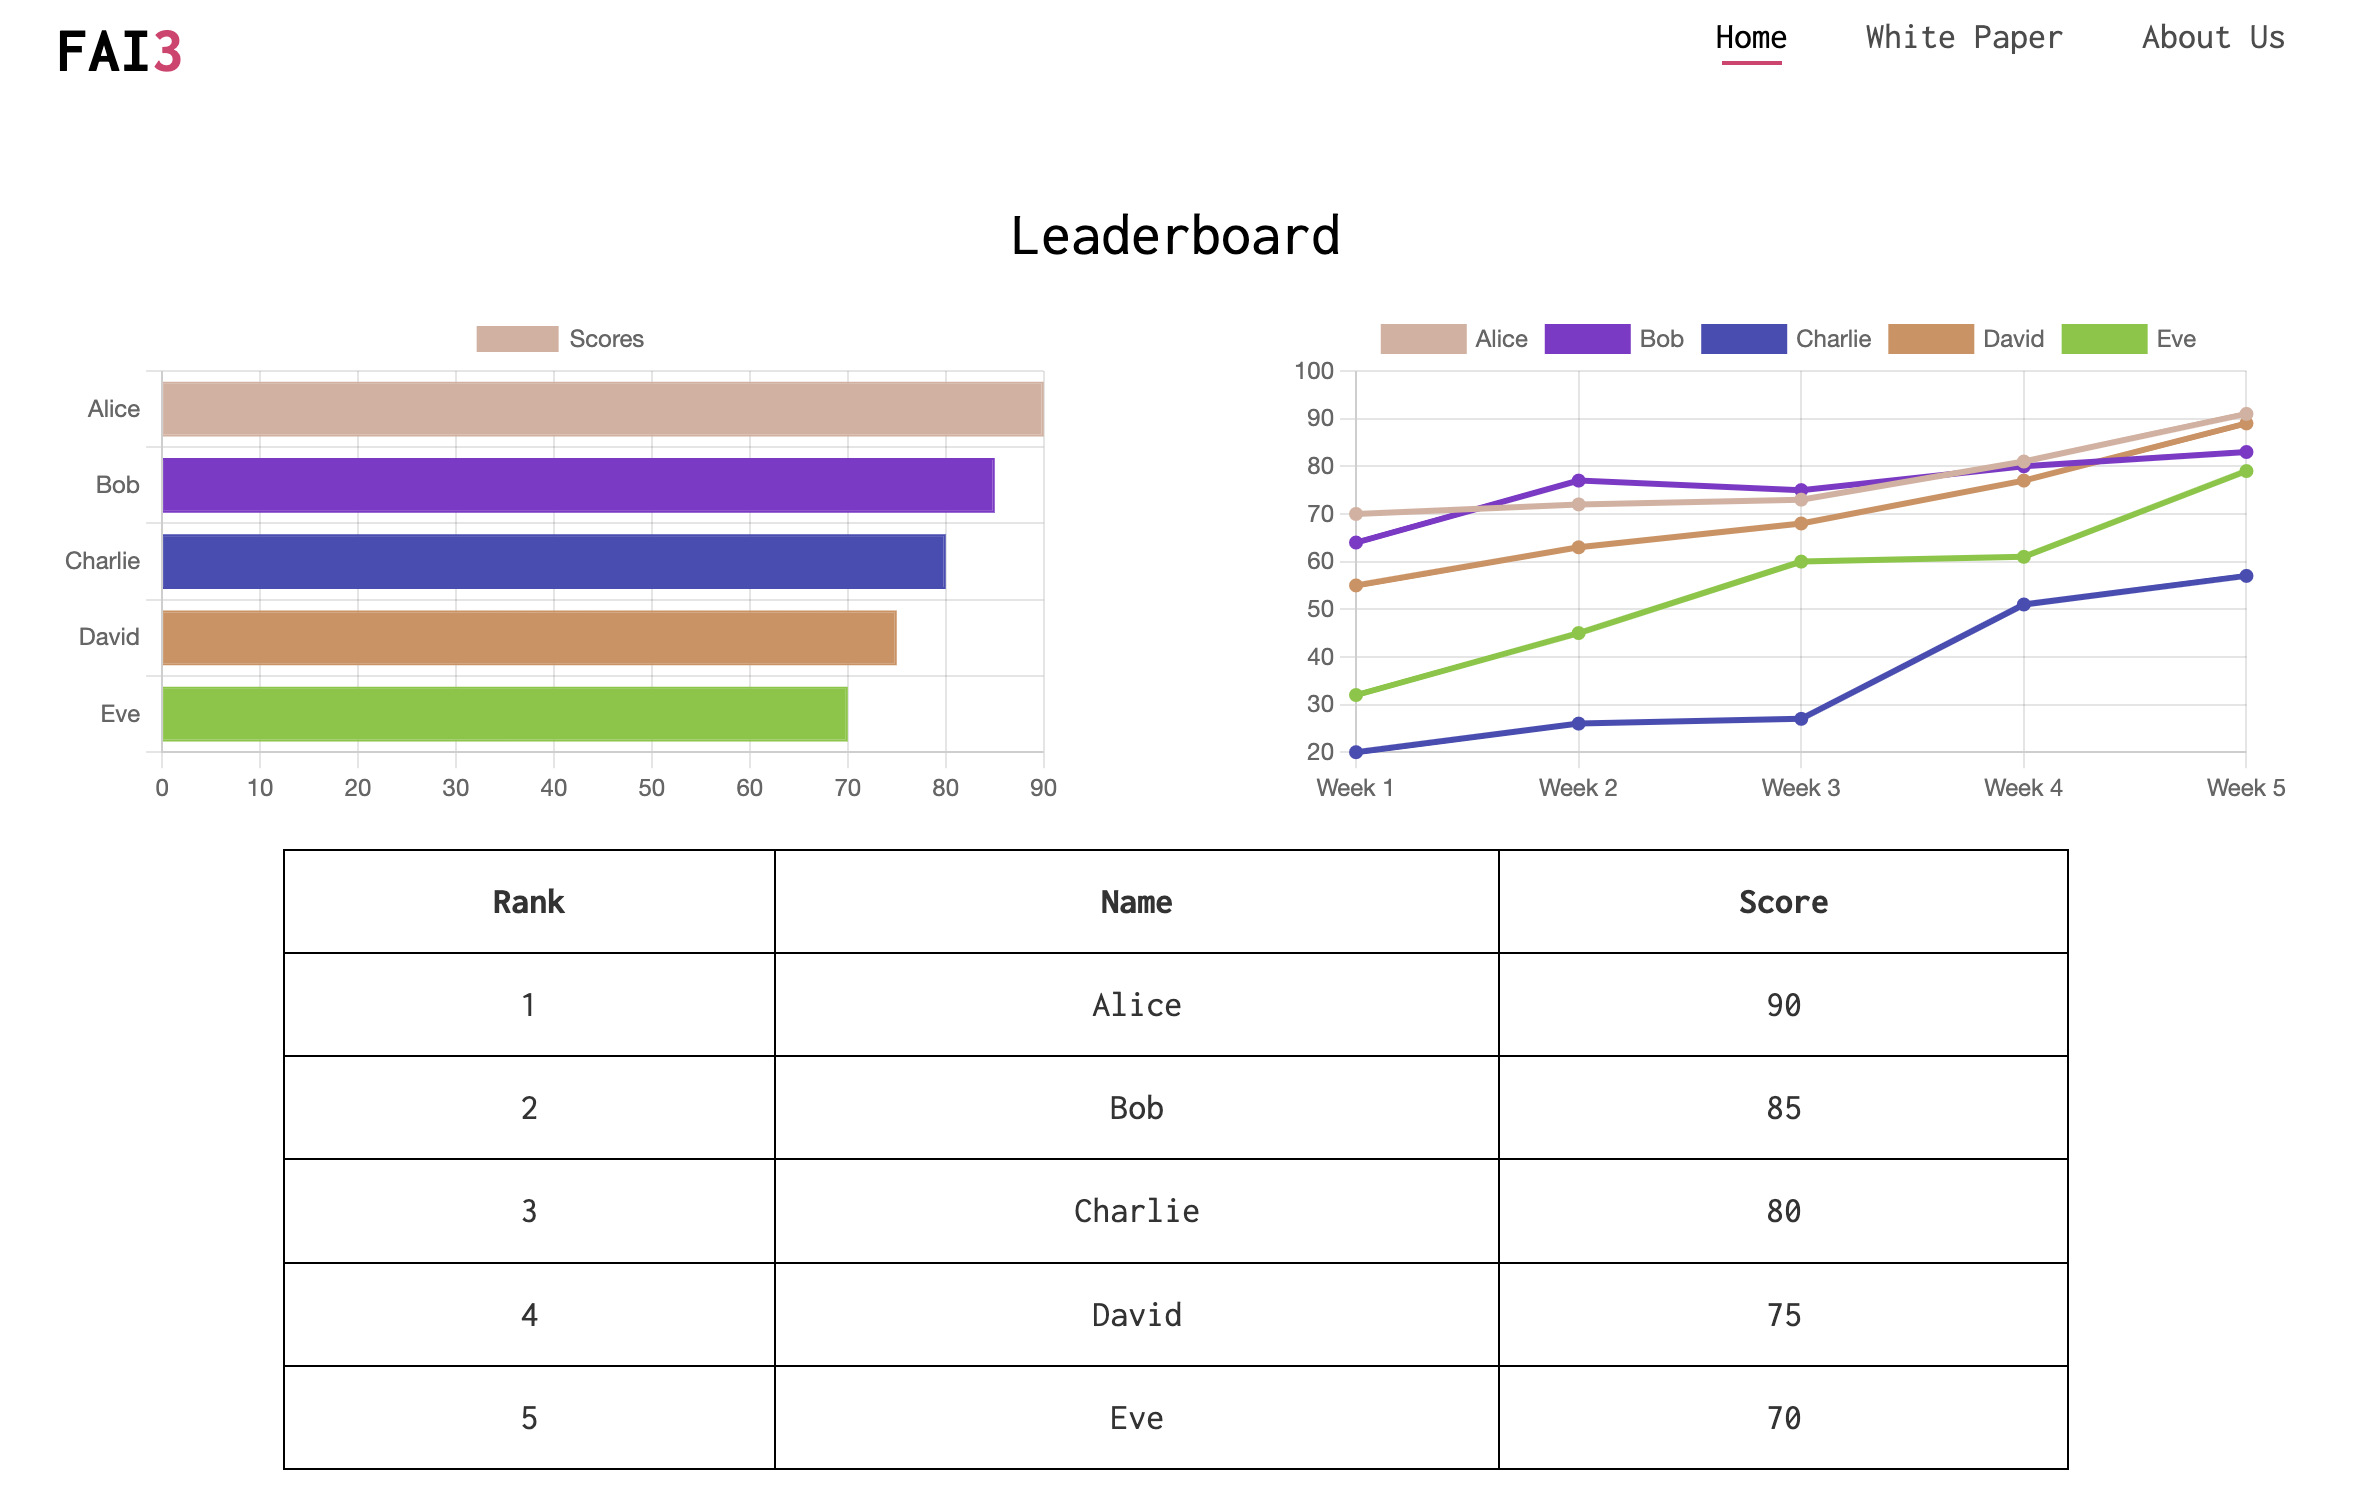 FAI3
Home White Paper About Us
Leaderboard
Scores
Alice
Bob
Charlie
David
Eve
0 10 20 30 40 50 60 70 80 90
Alice Bob Charlie David Eve
100
90
80
70
60
50
40
30
20
Week 1 Week 2 Week 3 Week 4 Week 5
Rank Name Score
1 Alice 90
2 Bob 85
3 Charlie 80
4 David 75
5 Eve 70